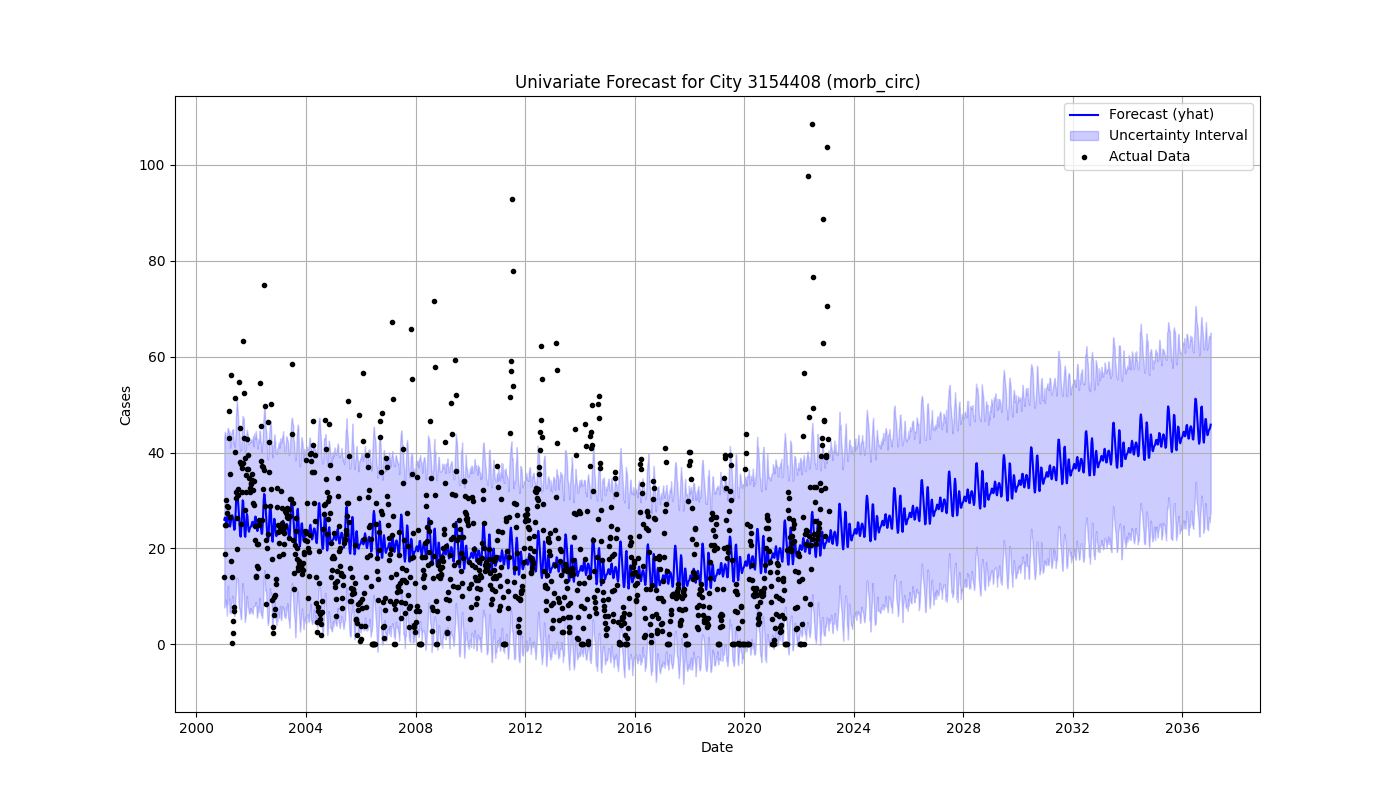 Univariate Forecast for City 3154408 (morb_circ)
Forecast (yhat)
Uncertainty Interval
Actual Data
100
80
60
40
20
0
Cases
2000 2004 2008 2012 2016 2020 2024 2028 2032 2036
Date